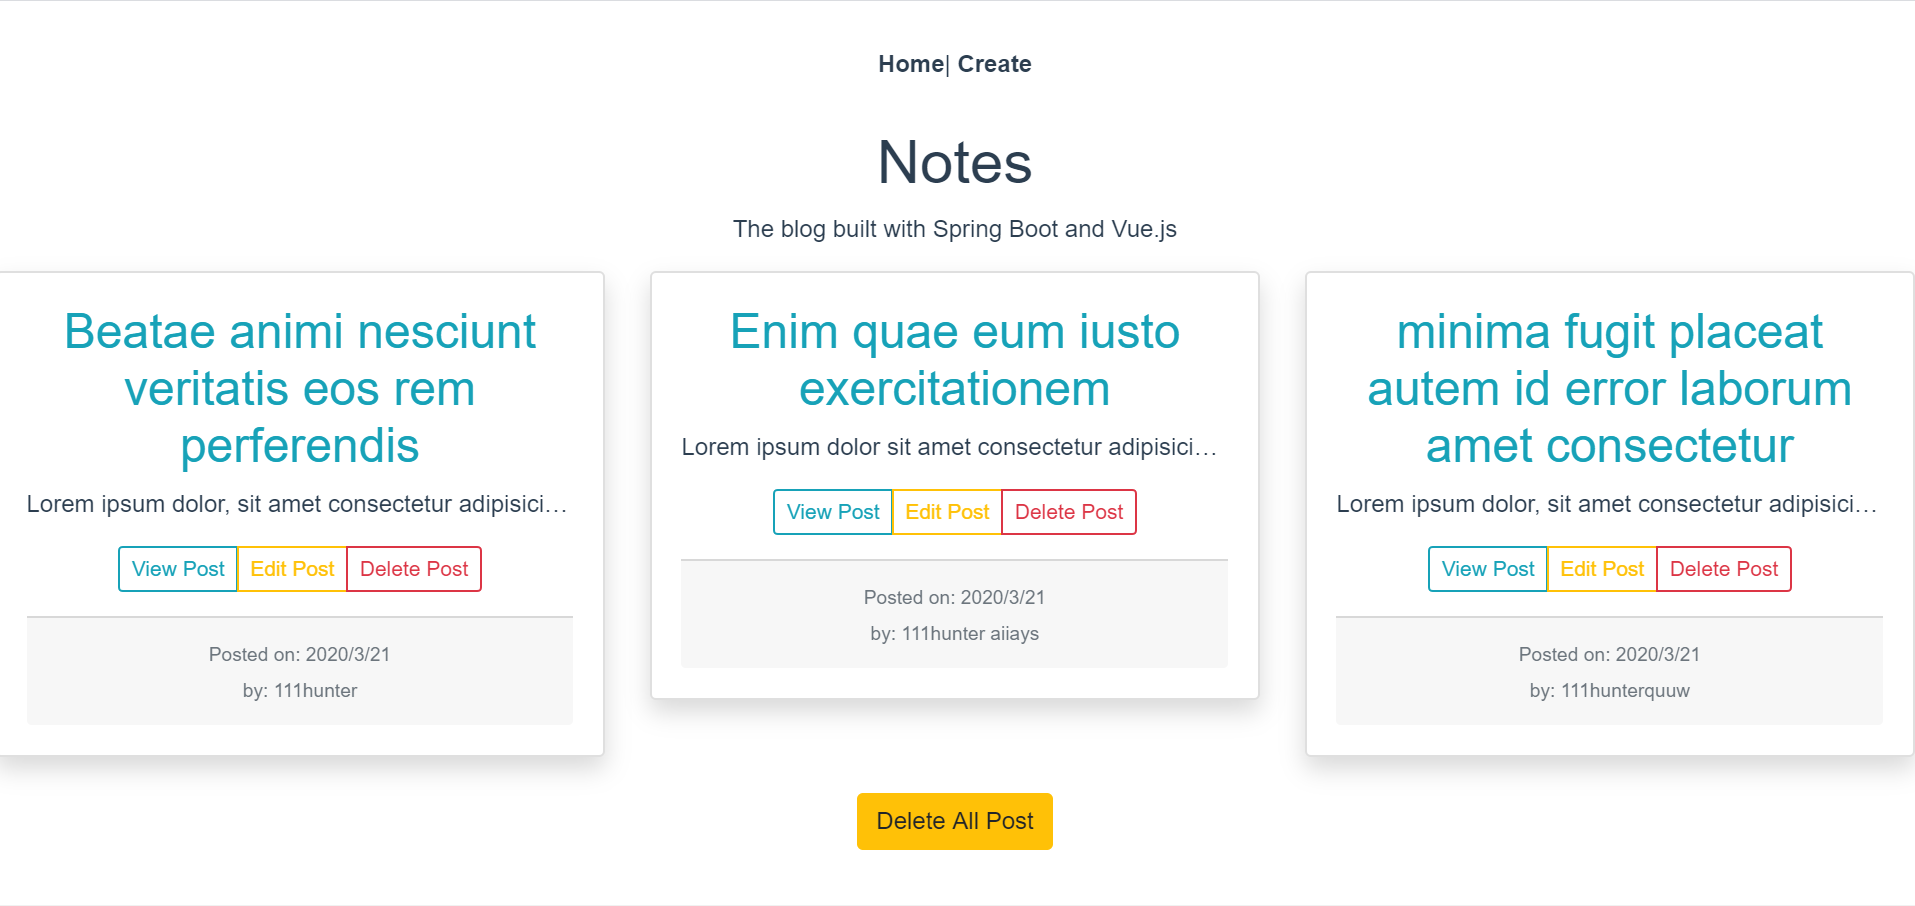 Home| Create
Notes
The blog built with Spring Boot and Vue.js
Beatae animi nesciunt
veritatis eos rem
perferendis
Lorem ipsum dolor, sit amet consectetur adipisici…
View Post Edit Post Delete Post
Posted on: 2020/3/21
by: 111hunter
Enim quae eum iusto
exercitationem
Lorem ipsum dolor sit amet consectetur adipisici…
View Post Edit Post Delete Post
Posted on: 2020/3/21
by: 111hunter aiiays
minima fugit placeat
autem id error laborum
amet consectetur
Lorem ipsum dolor, sit amet consectetur adipisici…
View Post Edit Post Delete Post
Posted on: 2020/3/21
by: 111hunterquuw
Delete All Post